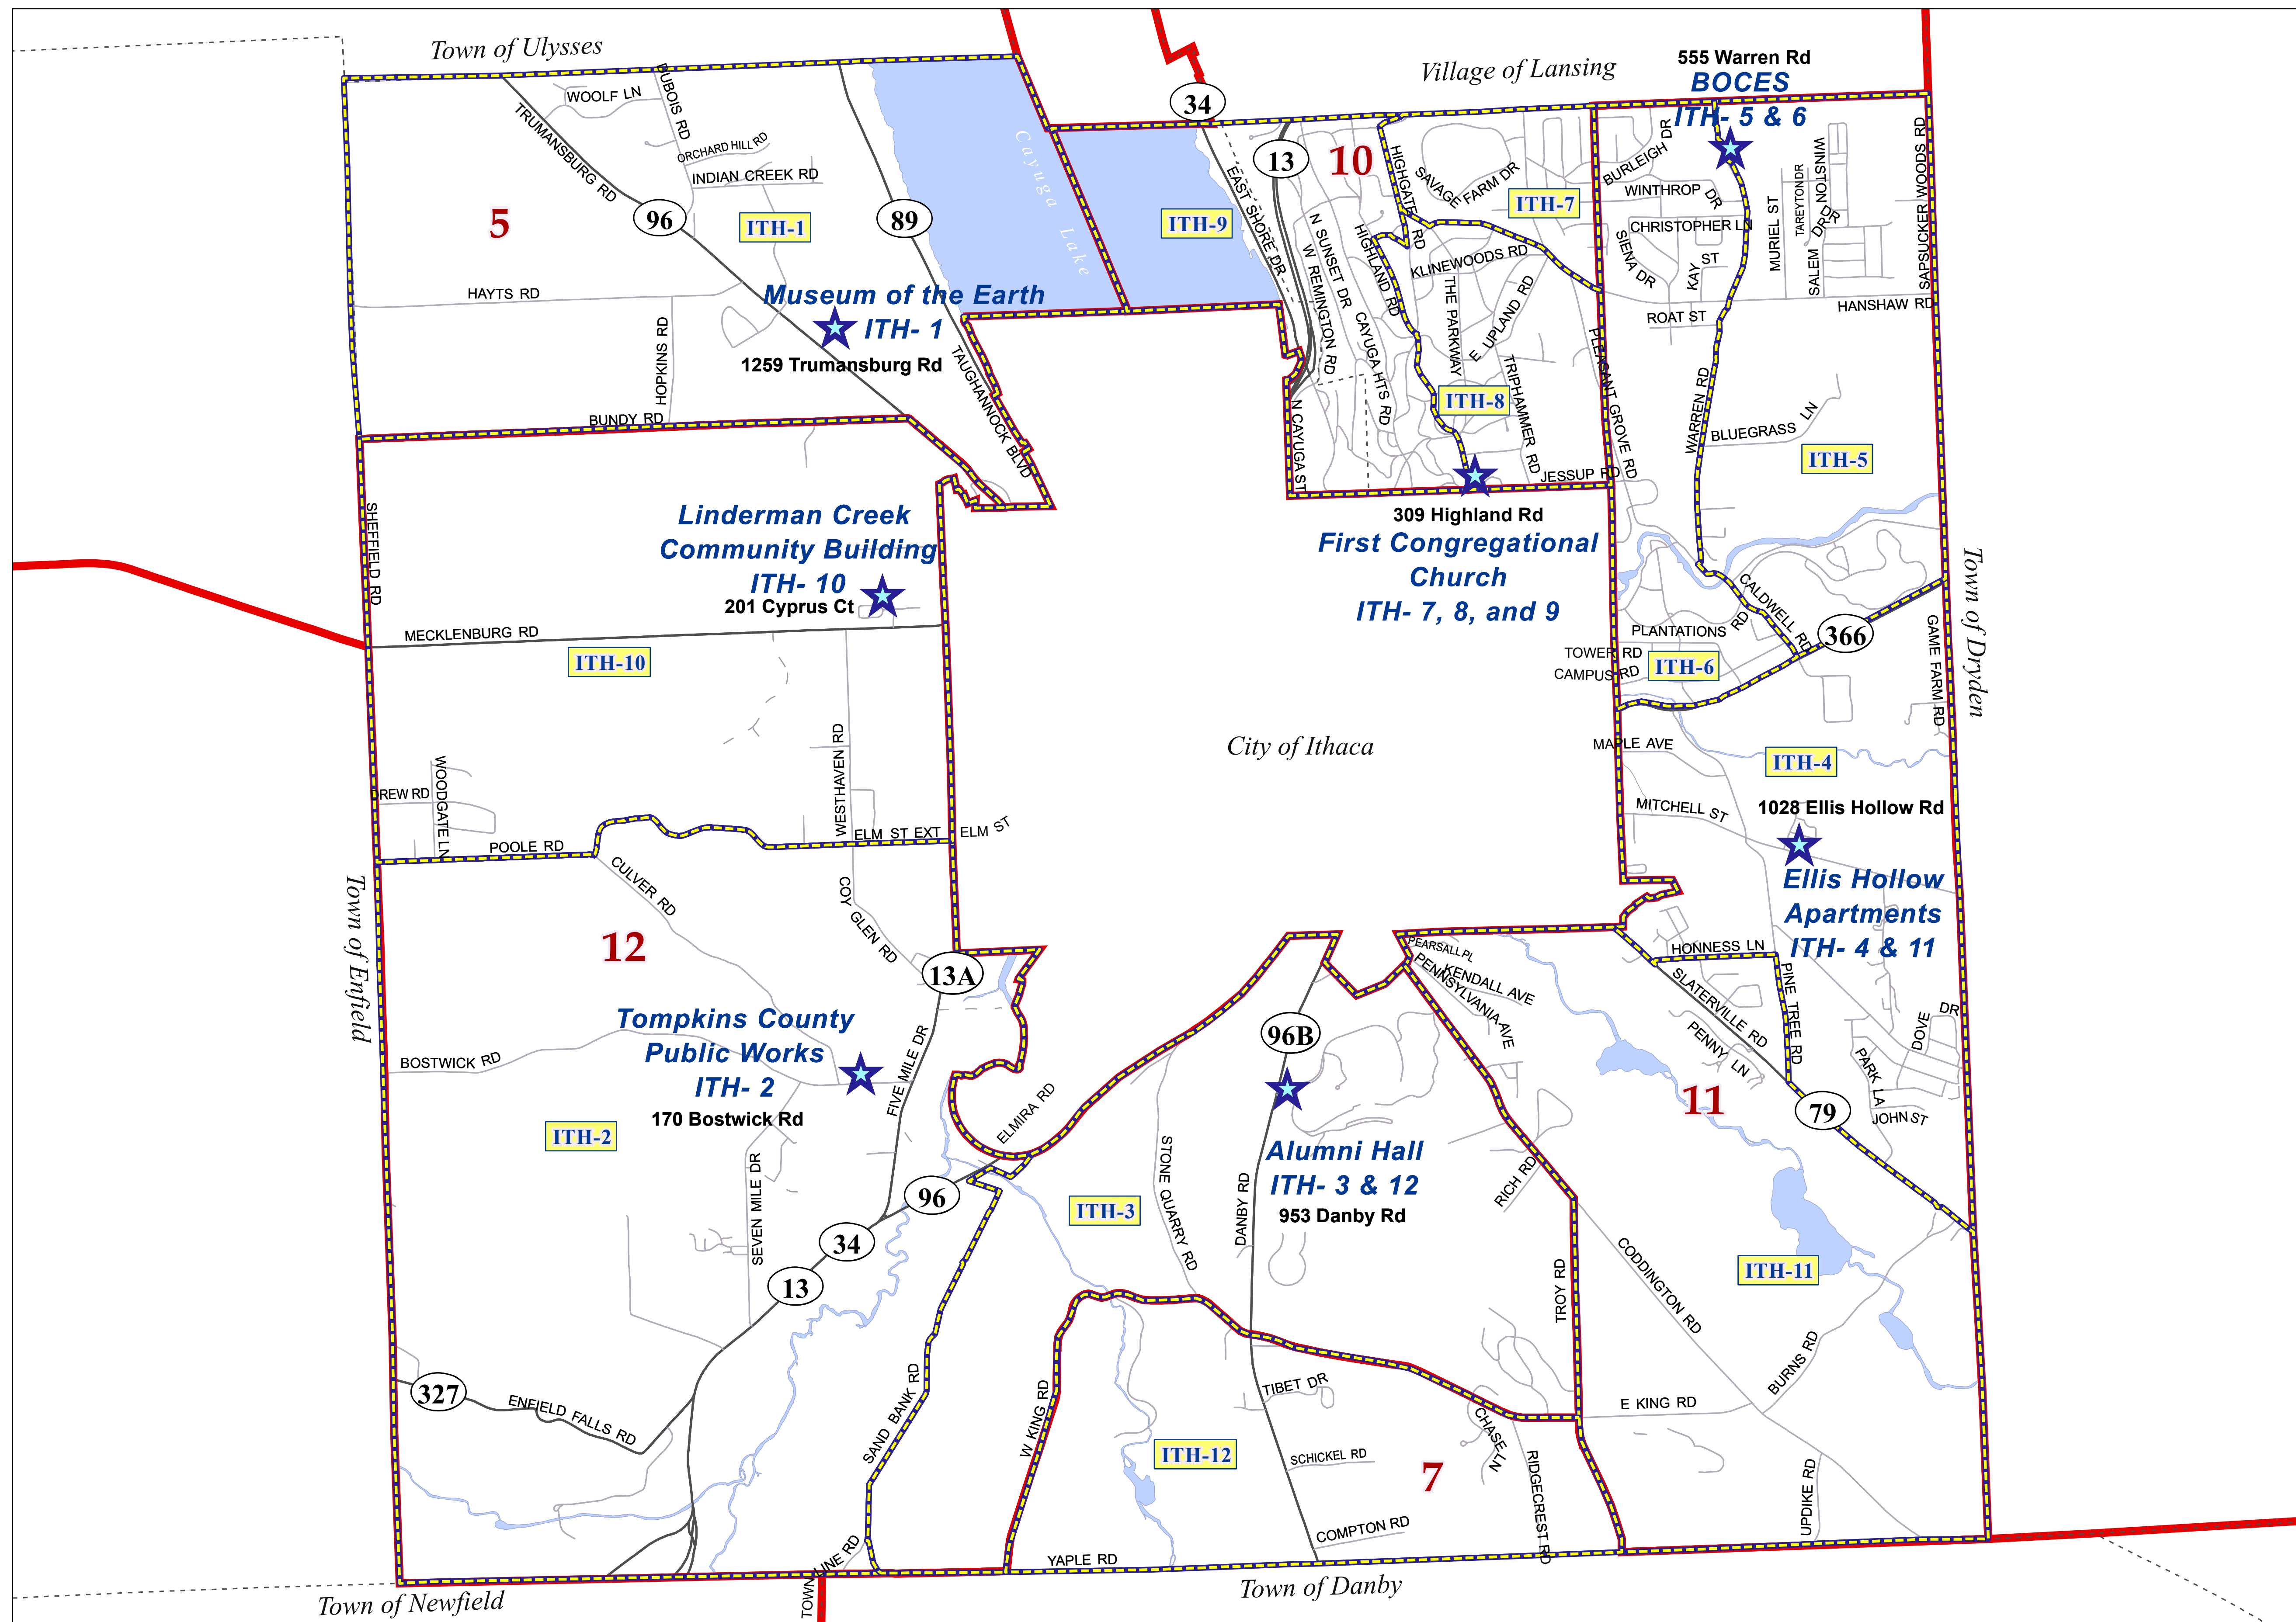 Town of Ulysses
Village of Lansing
555 Warren Rd
BOCES
ITH- 5 & 6
34
13
10
5
12
11
7
WOOLF LN
DUBOIS RD
TRUMANSBURG RD
ORCHARD HILL RD
INDIAN CREEK RD
96
ITH-1
89
Cayuga Lake
ITH-9
HAYTS RD
HOPKINS RD
Museum of the Earth
ITH- 1
1259 Trumansburg Rd
TAUGHANNOCK BLVD
BUNDY RD
EAST SHORE DR
N SUNSET DR
W REMINGTON RD
CAYUGA HTS RD
N CAYUGA ST
HIGHGATE RD
HIGHLAND RD
SAVAGE FARM DR
ITH-7
KLINEWOODS RD
THE PARKWAY
E UPLAND RD
TRIPHAMMER RD
ITH-8
JESSUP RD
PLEASANT GROVE RD
309 Highland Rd
First Congregational
Church
ITH- 7, 8, and 9
BURLEIGH DR
WINTHROP DR
CHRISTOPHER LN
SIENA DR
KAY ST
ROAT ST
MURIEL ST
TAREYTON DR
WINSTON DR
SALEM DR
SAPSUCKER WOODS RD
HANSHAW RD
WARREN RD
BLUEGRASS LN
ITH-5
CALDWELL RD
366
PLANTATIONS RD
TOWER RD
CAMPUS RD
ITH-6
GAME FARM RD
Town of Dryden
MAPLE AVE
ITH-4
MITCHELL ST
1028 Ellis Hollow Rd
Ellis Hollow
Apartments
ITH- 4 & 11
SHEFFIELD RD
Linderman Creek
Community Building
ITH- 10
201 Cyprus Ct
MECKLENBURG RD
ITH-10
City of Ithaca
WESTHAVEN RD
DREW RD
WOODGATE LN
POOLE RD
ELM ST EXT
ELM ST
CULVER RD
COY GLEN RD
Town of Enfield
13A
Tompkins County
Public Works
ITH- 2
170 Bostwick Rd
BOSTWICK RD
FIVE MILE DR
ELMIRA RD
ITH-2
SEVEN MILE DR
96
34
13
327
ENFIELD FALLS RD
SAND BANK RD
TOWN LINE RD
PEARSALL PL
KENDALL AVE
PENNSYLVANIA AVE
HONNESS LN
SLATERVILLE RD
PINE TREE RD
PENNY LN
PARK LA
DOVE DR
JOHN ST
79
96B
Alumni Hall
ITH- 3 & 12
953 Danby Rd
ITH-3
STONE QUARRY RD
DANBY RD
RICH RD
TROY RD
CODDINGTON RD
ITH-11
BURNS RD
E KING RD
W KING RD
TIBET DR
CHASE LN
ITH-12
SCHICKEL RD
RIDGECREST RD
UPDIKE RD
COMPTON RD
YAPLE RD
Town of Newfield
Town of Danby